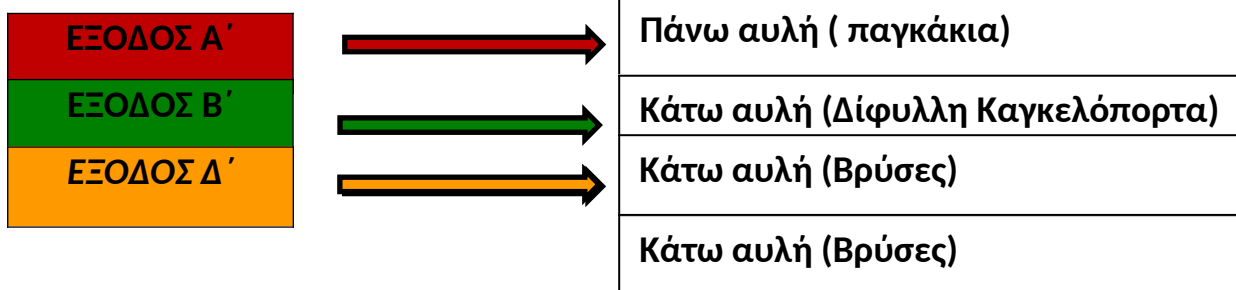 ΕΞΟΔΟΣ Α΄
Πάνω αυλή ( παγκάκια)
ΕΞΟΔΟΣ Β΄
Κάτω αυλή (Δίφυλλη Καγκελόπορτα)
ΕΞΟΔΟΣ Δ΄
Κάτω αυλή (Βρύσες)
Κάτω αυλή (Βρύσες)